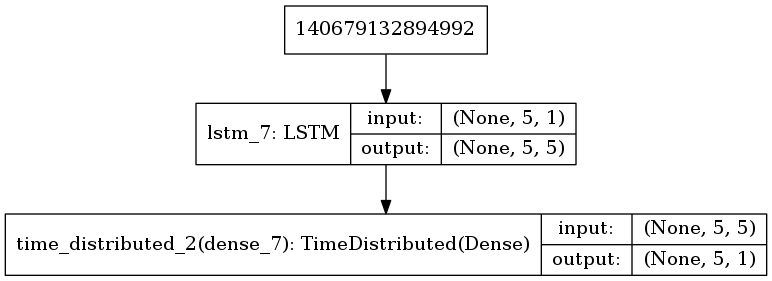 140679132894992
lstm_7: LSTM
input:
(None, 5, 1)
output:
(None, 5, 5)
time_distributed_2(dense_7): TimeDistributed(Dense)
input:
(None, 5, 5)
output:
(None, 5, 1)